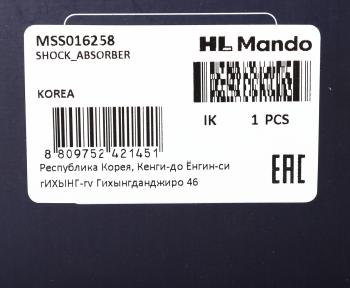 MSS016258
SHOCK_ABSORBER
HL Mando
KOREA
IK 1 PCS
8 809752 421451
Республика Корея, Кенги-до Ёнгин-си
гИХЫНГ-гv Гихынгданджиро 46
EAC